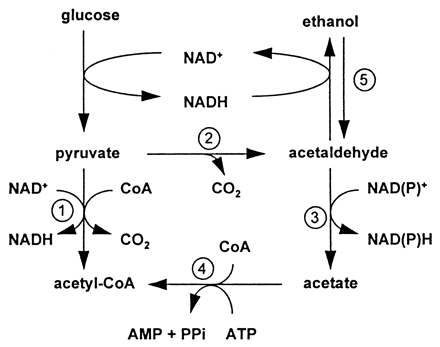 glucose
ethanol
NAD⁺
NADH
5
2
pyruvate
acetaldehyde
CO₂
NAD⁺
CoA
NAD(P)⁺
1
3
NADH
CO₂
NAD(P)H
CoA
4
acetyl-CoA
acetate
AMP + PPi
ATP